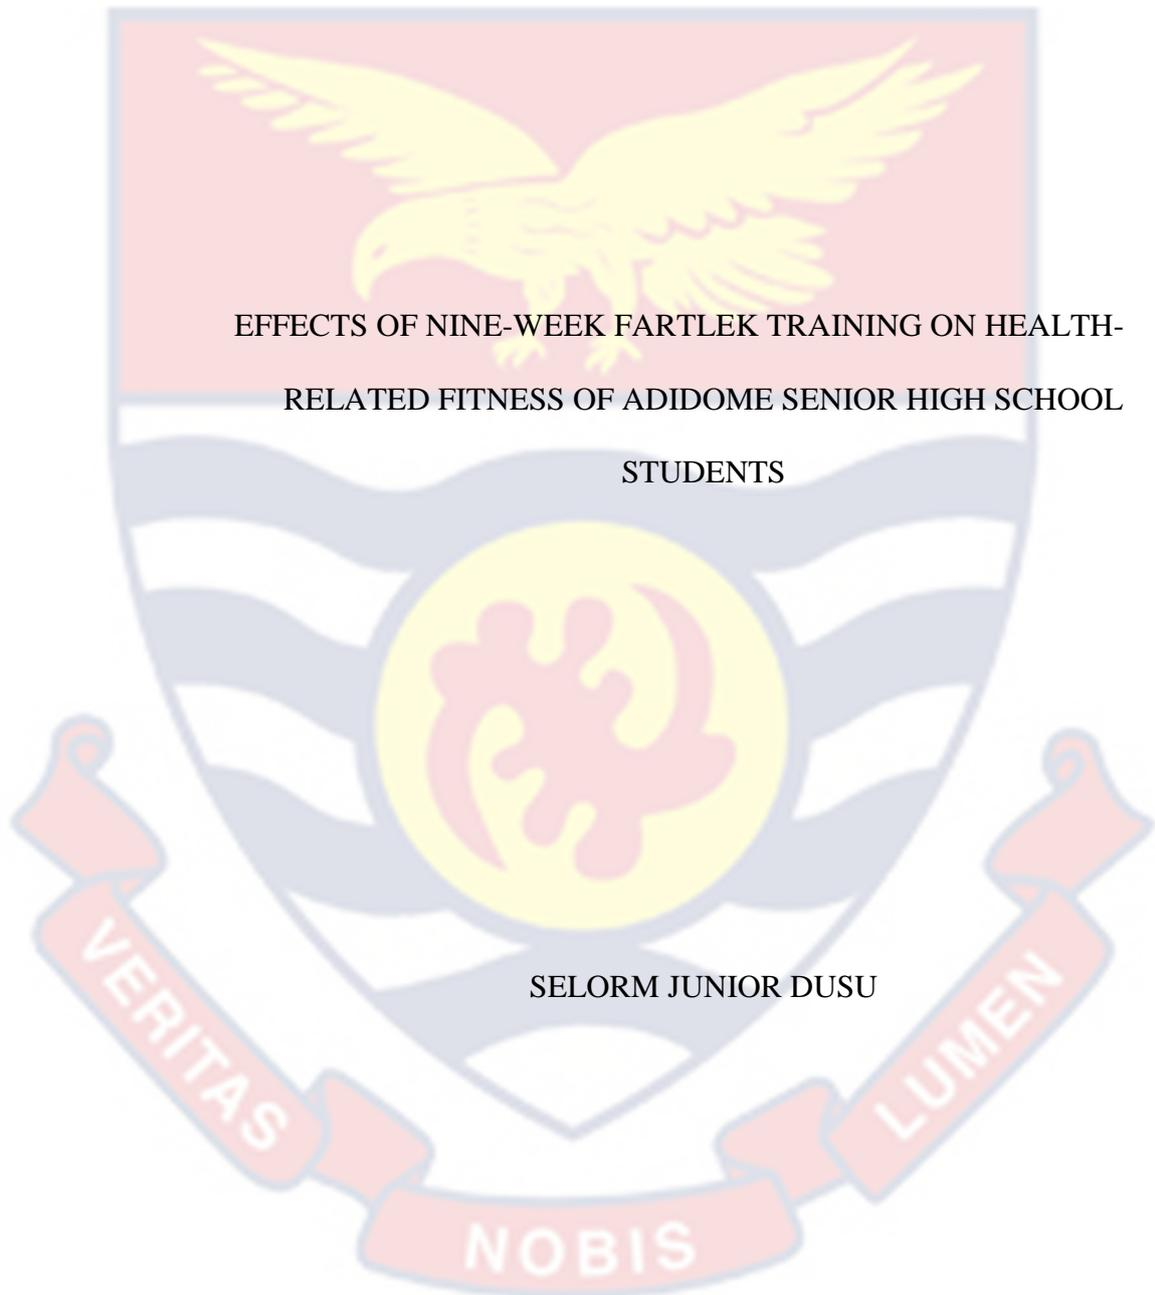 EFFECTS OF NINE-WEEK FARTLEK TRAINING ON HEALTH-
RELATED FITNESS OF ADIDOME SENIOR HIGH SCHOOL
STUDENTS
SELORM JUNIOR DUSU
VERITAS
NOBIS
LUMEN